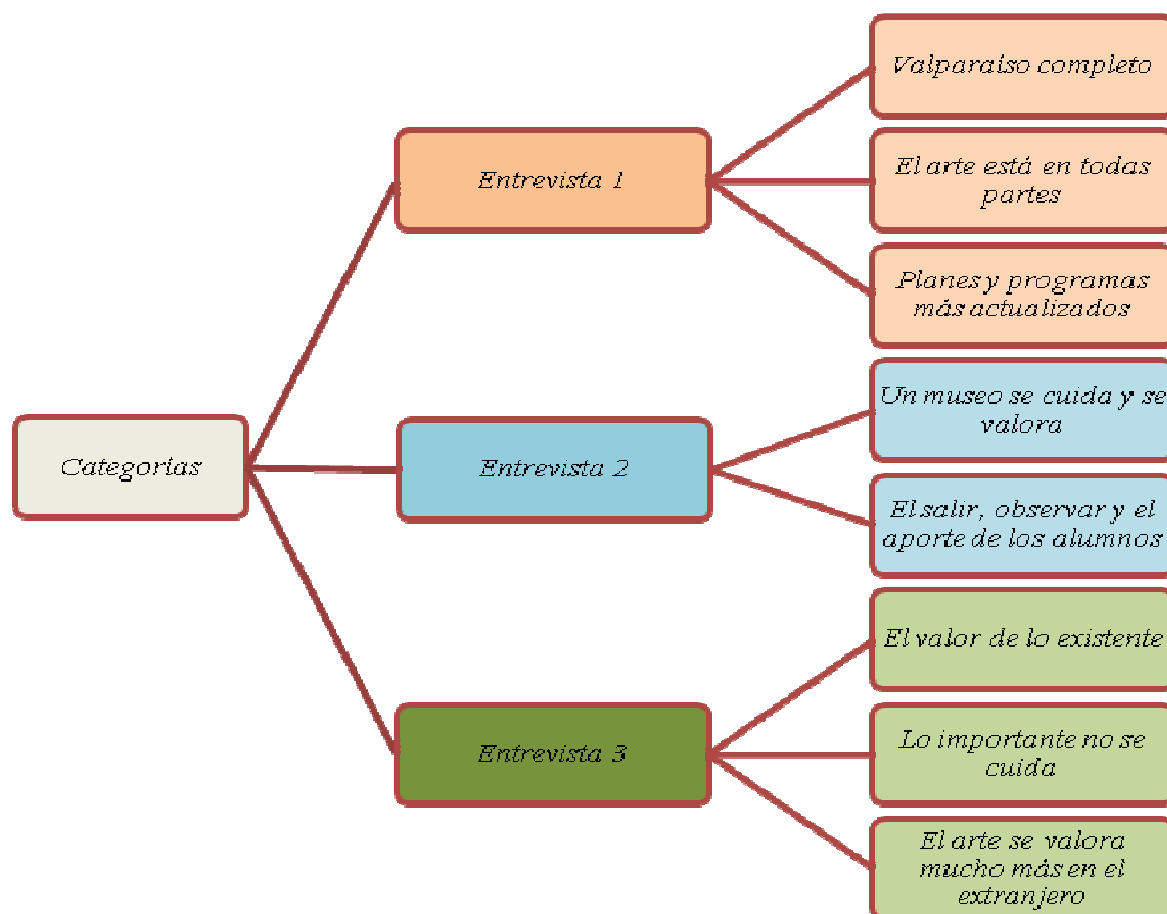 Categorías
Entrevista 1
Valparaíso completo
El arte está en todas
partes
Planes y programas
más actualizados
Entrevista 2
Un museo se cuida y se
valora
El salir, observar y el
aporte de los alumnos
Entrevista 3
El valor de lo existente
Lo importante no se
cuida
El arte se valora
mucho más en el
extranjero